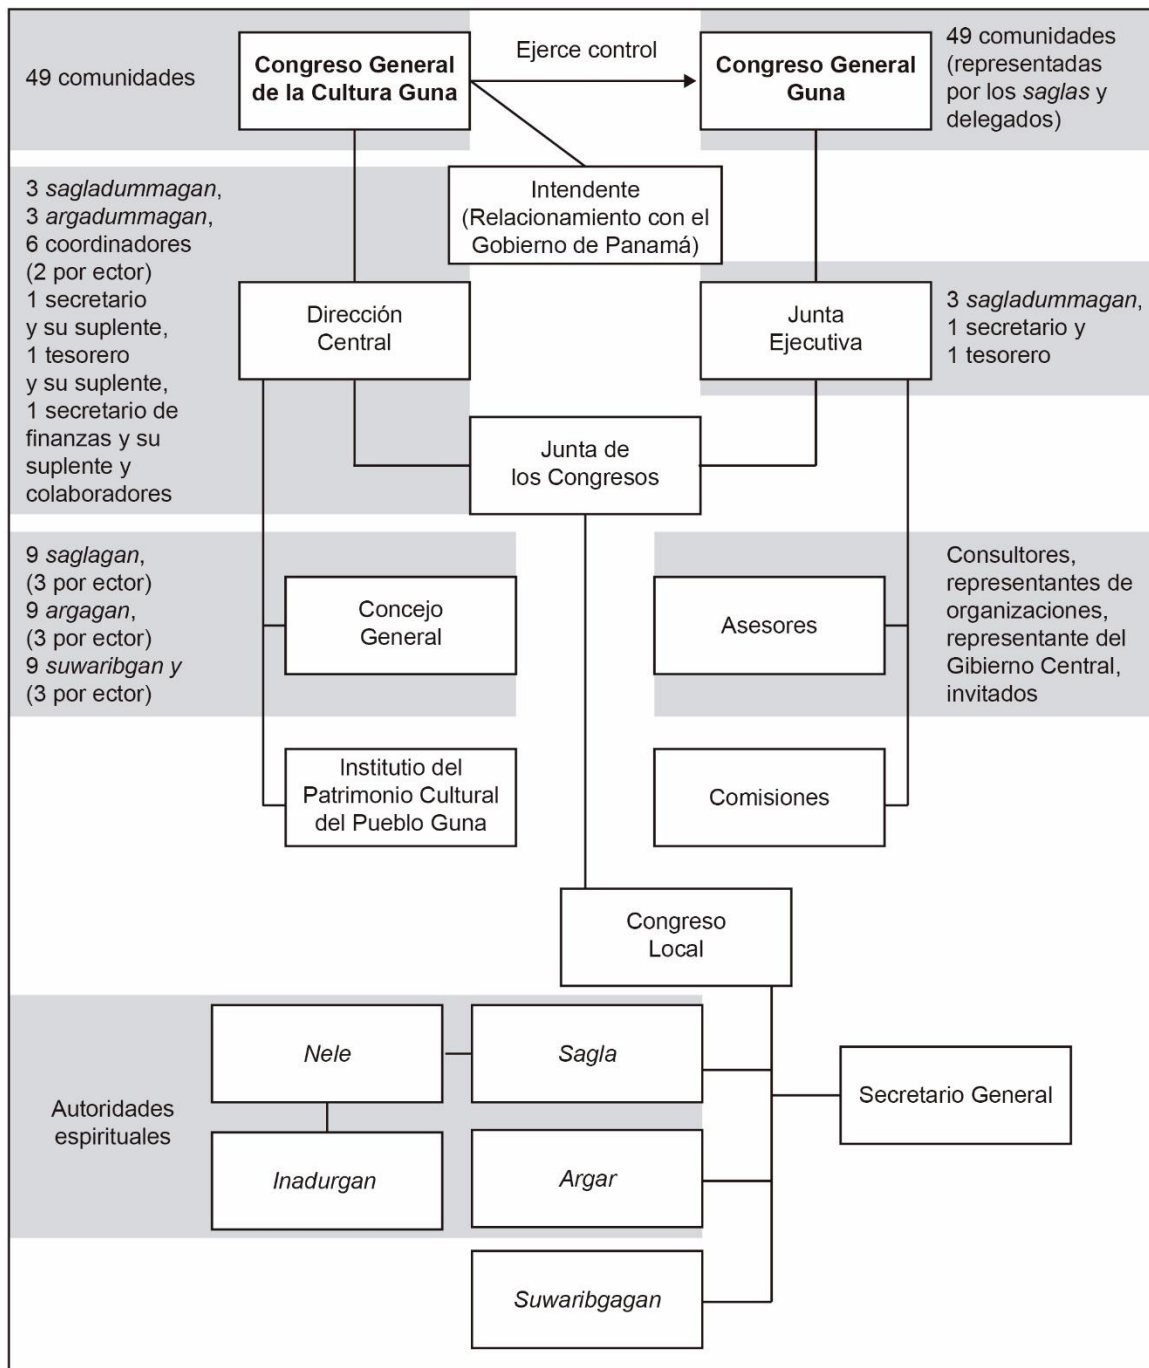 49 comunidades
Congreso General
de la Cultura Guna
Ejerce control
Congreso General
Guna
49 comunidades
(representadas
por los saglas y
delegados)
3 sagladummagan,
3 argadummagan,
6 coordinadores
(2 por ector)
1 secretario
y su suplente,
1 tesorero
y su suplente,
1 secretario de
finanzas y su
suplente y
colaboradores
Intendente
(Relacionamiento con el
Gobierno de Panamá)
Dirección
Central
Junta
Ejecutiva
3 sagladummagan,
1 secretario y
1 tesorero
Junta de
los Congresos
9 saglagan,
(3 por ector)
9 argagan,
(3 por ector)
9 suwaribgan y
(3 por ector)
Concejo
General
Asesores
Consultores,
representantes de
organizaciones,
representante del
Gibierno Central,
invitados
Institutio del
Patrimonio Cultural
del Pueblo Guna
Comisiones
Congreso
Local
Autoridades
espirituales
Nele
Sagla
Secretario General
Inadurgan
Argar
Suwaribgagan